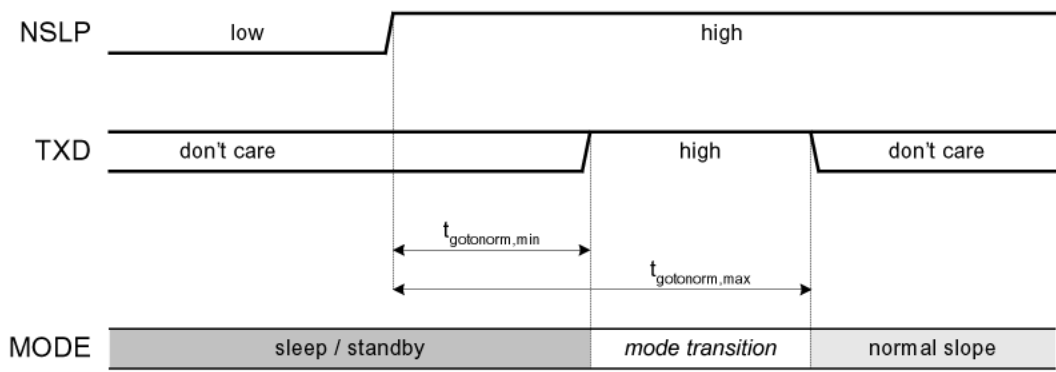 NSLP low high
TXD don't care high don't care
tgotonorm,min
tgotonorm,max
MODE sleep / standby mode transition normal slope